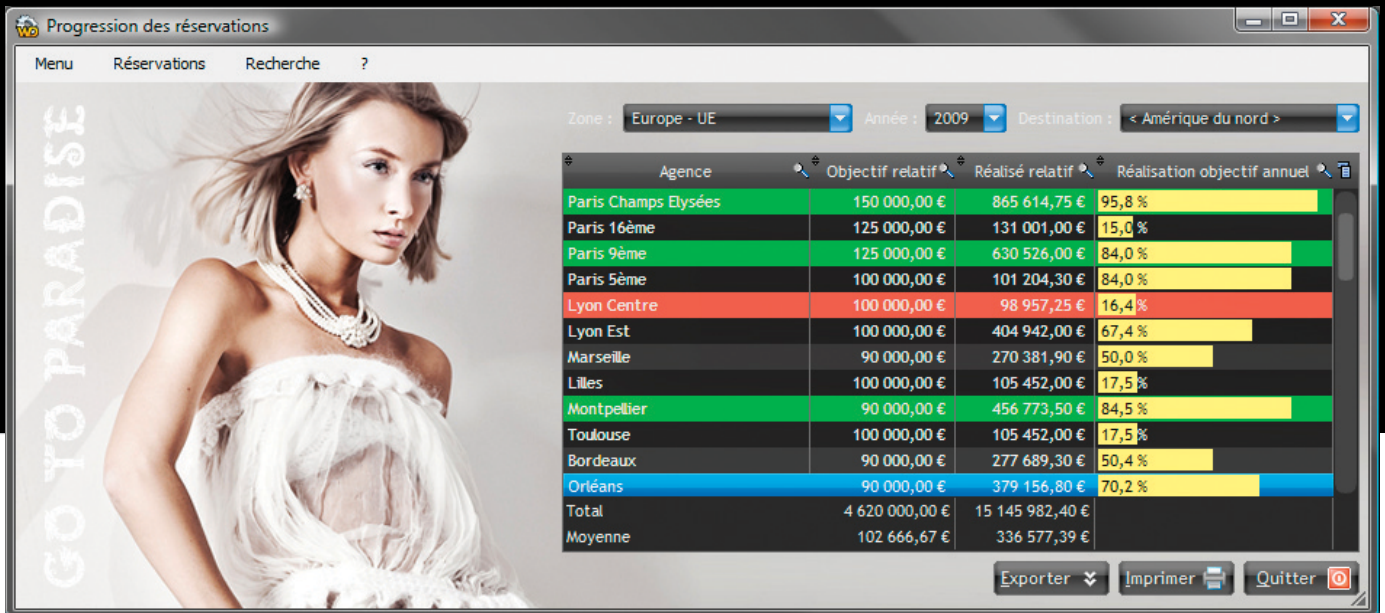 Progression des réservations
Menu Réservations Recherche ?
GO TO PARADISE
Zone : Europe - UE Année : 2009 Destination : < Amérique du nord >
Agence Objectif relatif Réalisé relatif Réalisation objectif annuel
Paris Champs Elysées 150 000,00 € 865 614,75 € 95,8 %
Paris 16ème 125 000,00 € 131 001,00 € 15,0 %
Paris 9ème 125 000,00 € 630 526,00 € 84,0 %
Paris 5ème 100 000,00 € 101 204,30 € 84,0 %
Lyon Centre 100 000,00 € 98 957,25 € 16,4 %
Lyon Est 100 000,00 € 404 942,00 € 67,4 %
Marseille 90 000,00 € 270 381,90 € 50,0 %
Lilles 100 000,00 € 105 452,00 € 17,5 %
Montpellier 90 000,00 € 456 773,50 € 84,5 %
Toulouse 100 000,00 € 105 452,00 € 17,5 %
Bordeaux 90 000,00 € 277 689,30 € 50,4 %
Orléans 90 000,00 € 379 156,80 € 70,2 %
Total 4 620 000,00 € 15 145 982,40 €
Moyenne 102 666,67 € 336 577,39 €
Exporter Imprimer Quitter